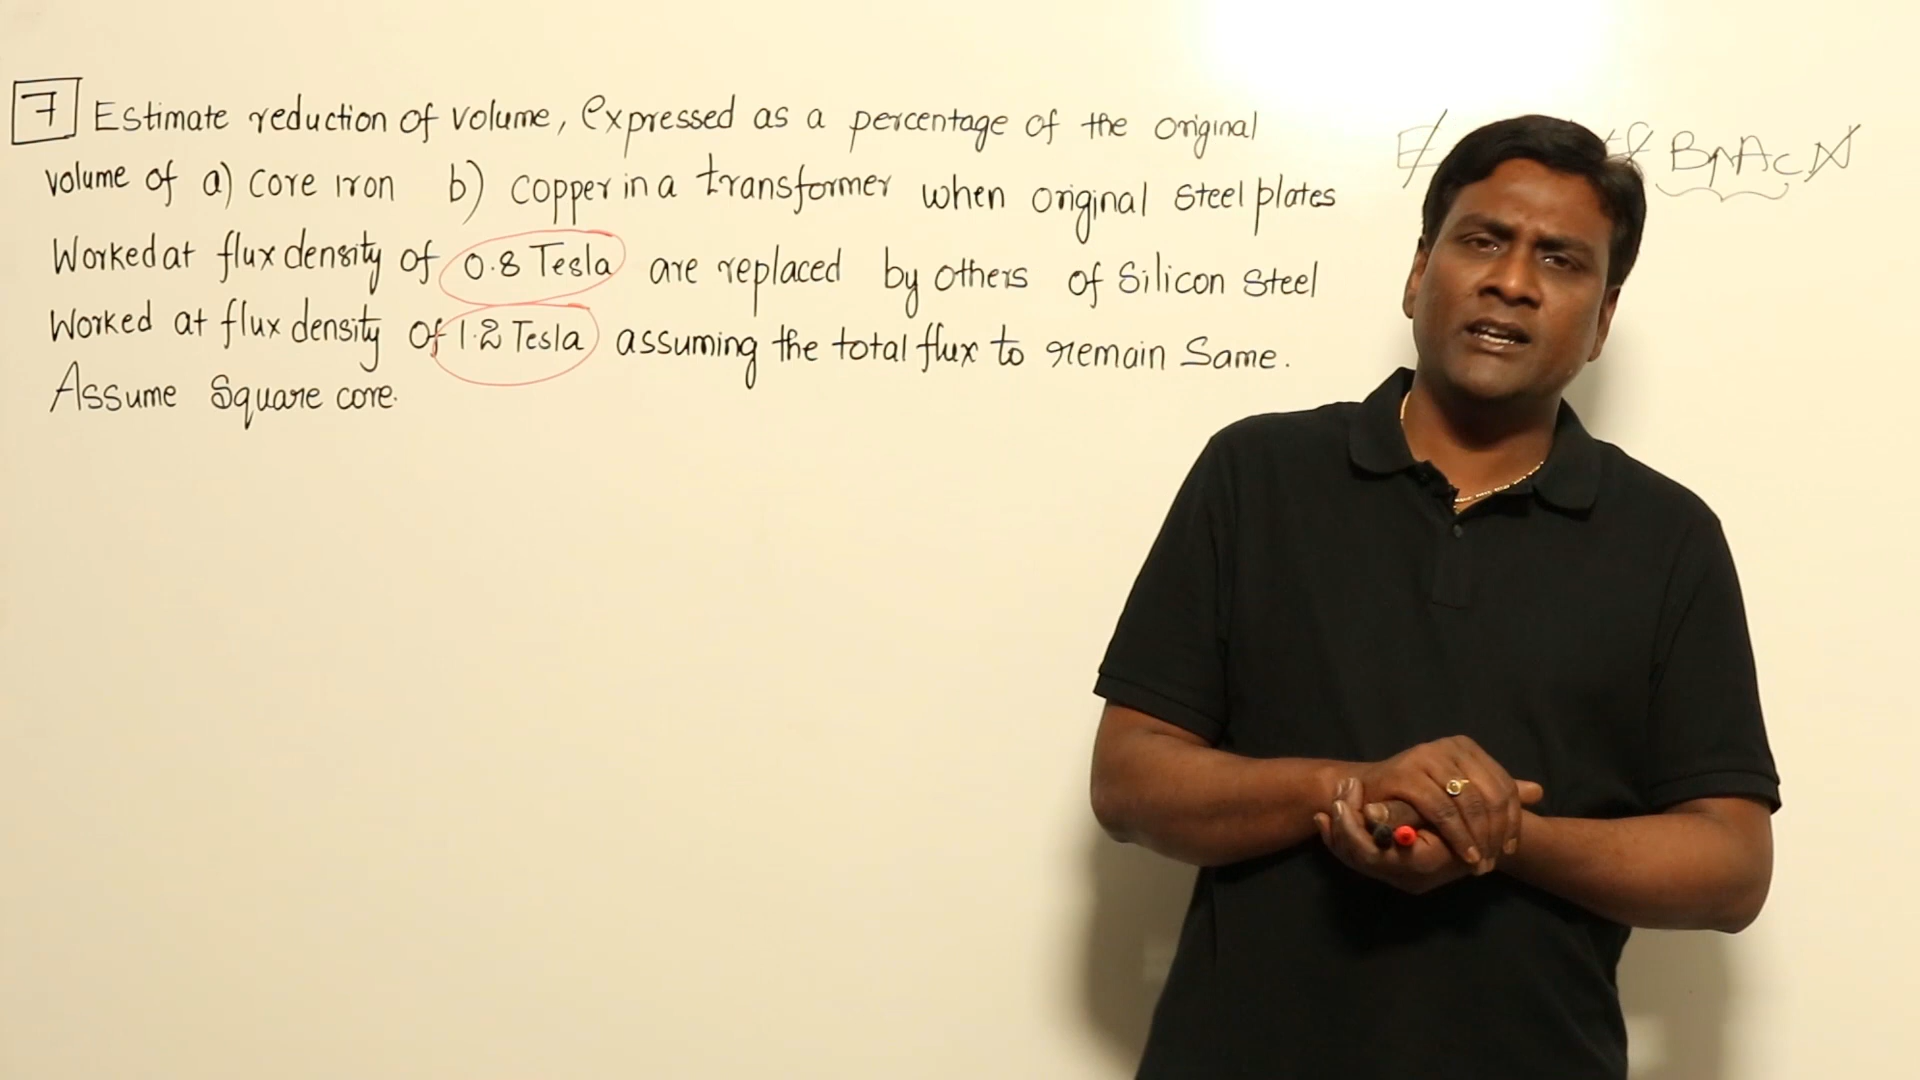 7 Estimate reduction of volume, Expressed as a percentage of the original
volume of a) core iron b) copper in a transformer when original steel plates
Worked at flux density of 0.8 Tesla are replaced by others of Silicon steel
Worked at flux density of 1.2 Tesla assuming the total flux to remain Same.
Assume Square core.
E f Bm Ac N